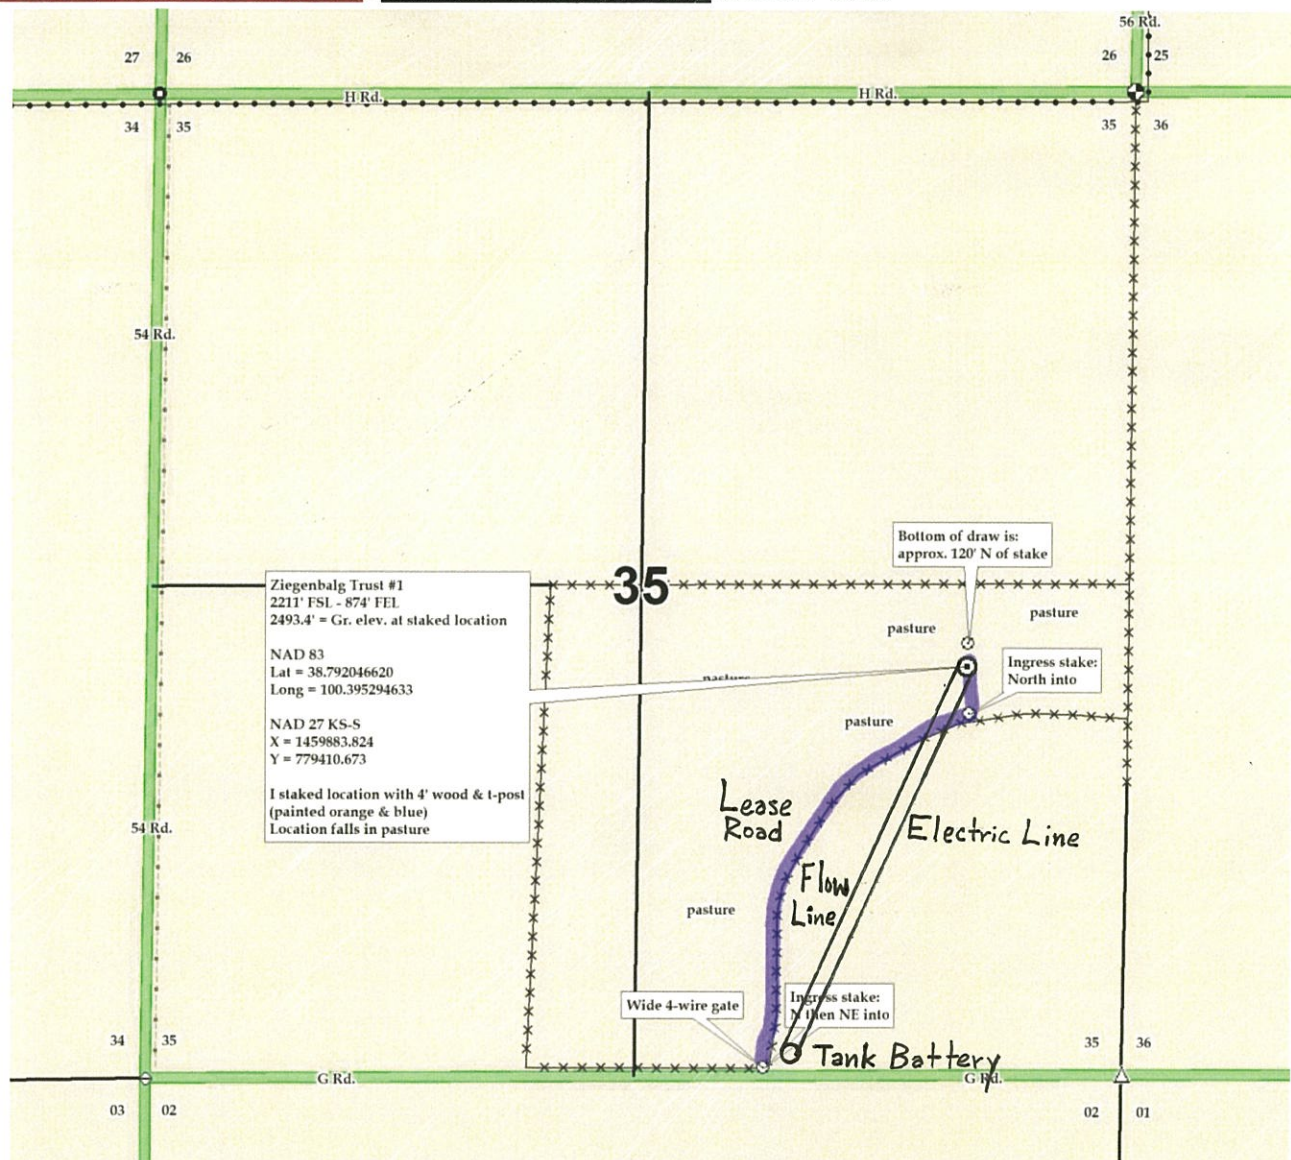 56 Rd.
27 26
26 25
H Rd.
H Rd.
34 35
35 36
54 Rd.
Bottom of draw is:
approx. 120' N of stake
35
Ziegenbalg Trust #1
2211' FSL - 874' FEL
2493.4' = Gr. elev. at staked location
NAD 83
Lat = 38.792046620
Long = 100.395294633
NAD 27 KS-S
X = 1459883.824
Y = 779410.673
I staked location with 4' wood & t-post
(painted orange & blue)
Location falls in pasture
pasture
pasture
Ingress stake:
North into
pasture
pasture
54 Rd.
Lease
Road
Electric Line
Flow
Line
pasture
Wide 4-wire gate
Ingress stake:
N then NE into
Tank Battery
34 35
35 36
G Rd.
G Rd.
03 02
02 01